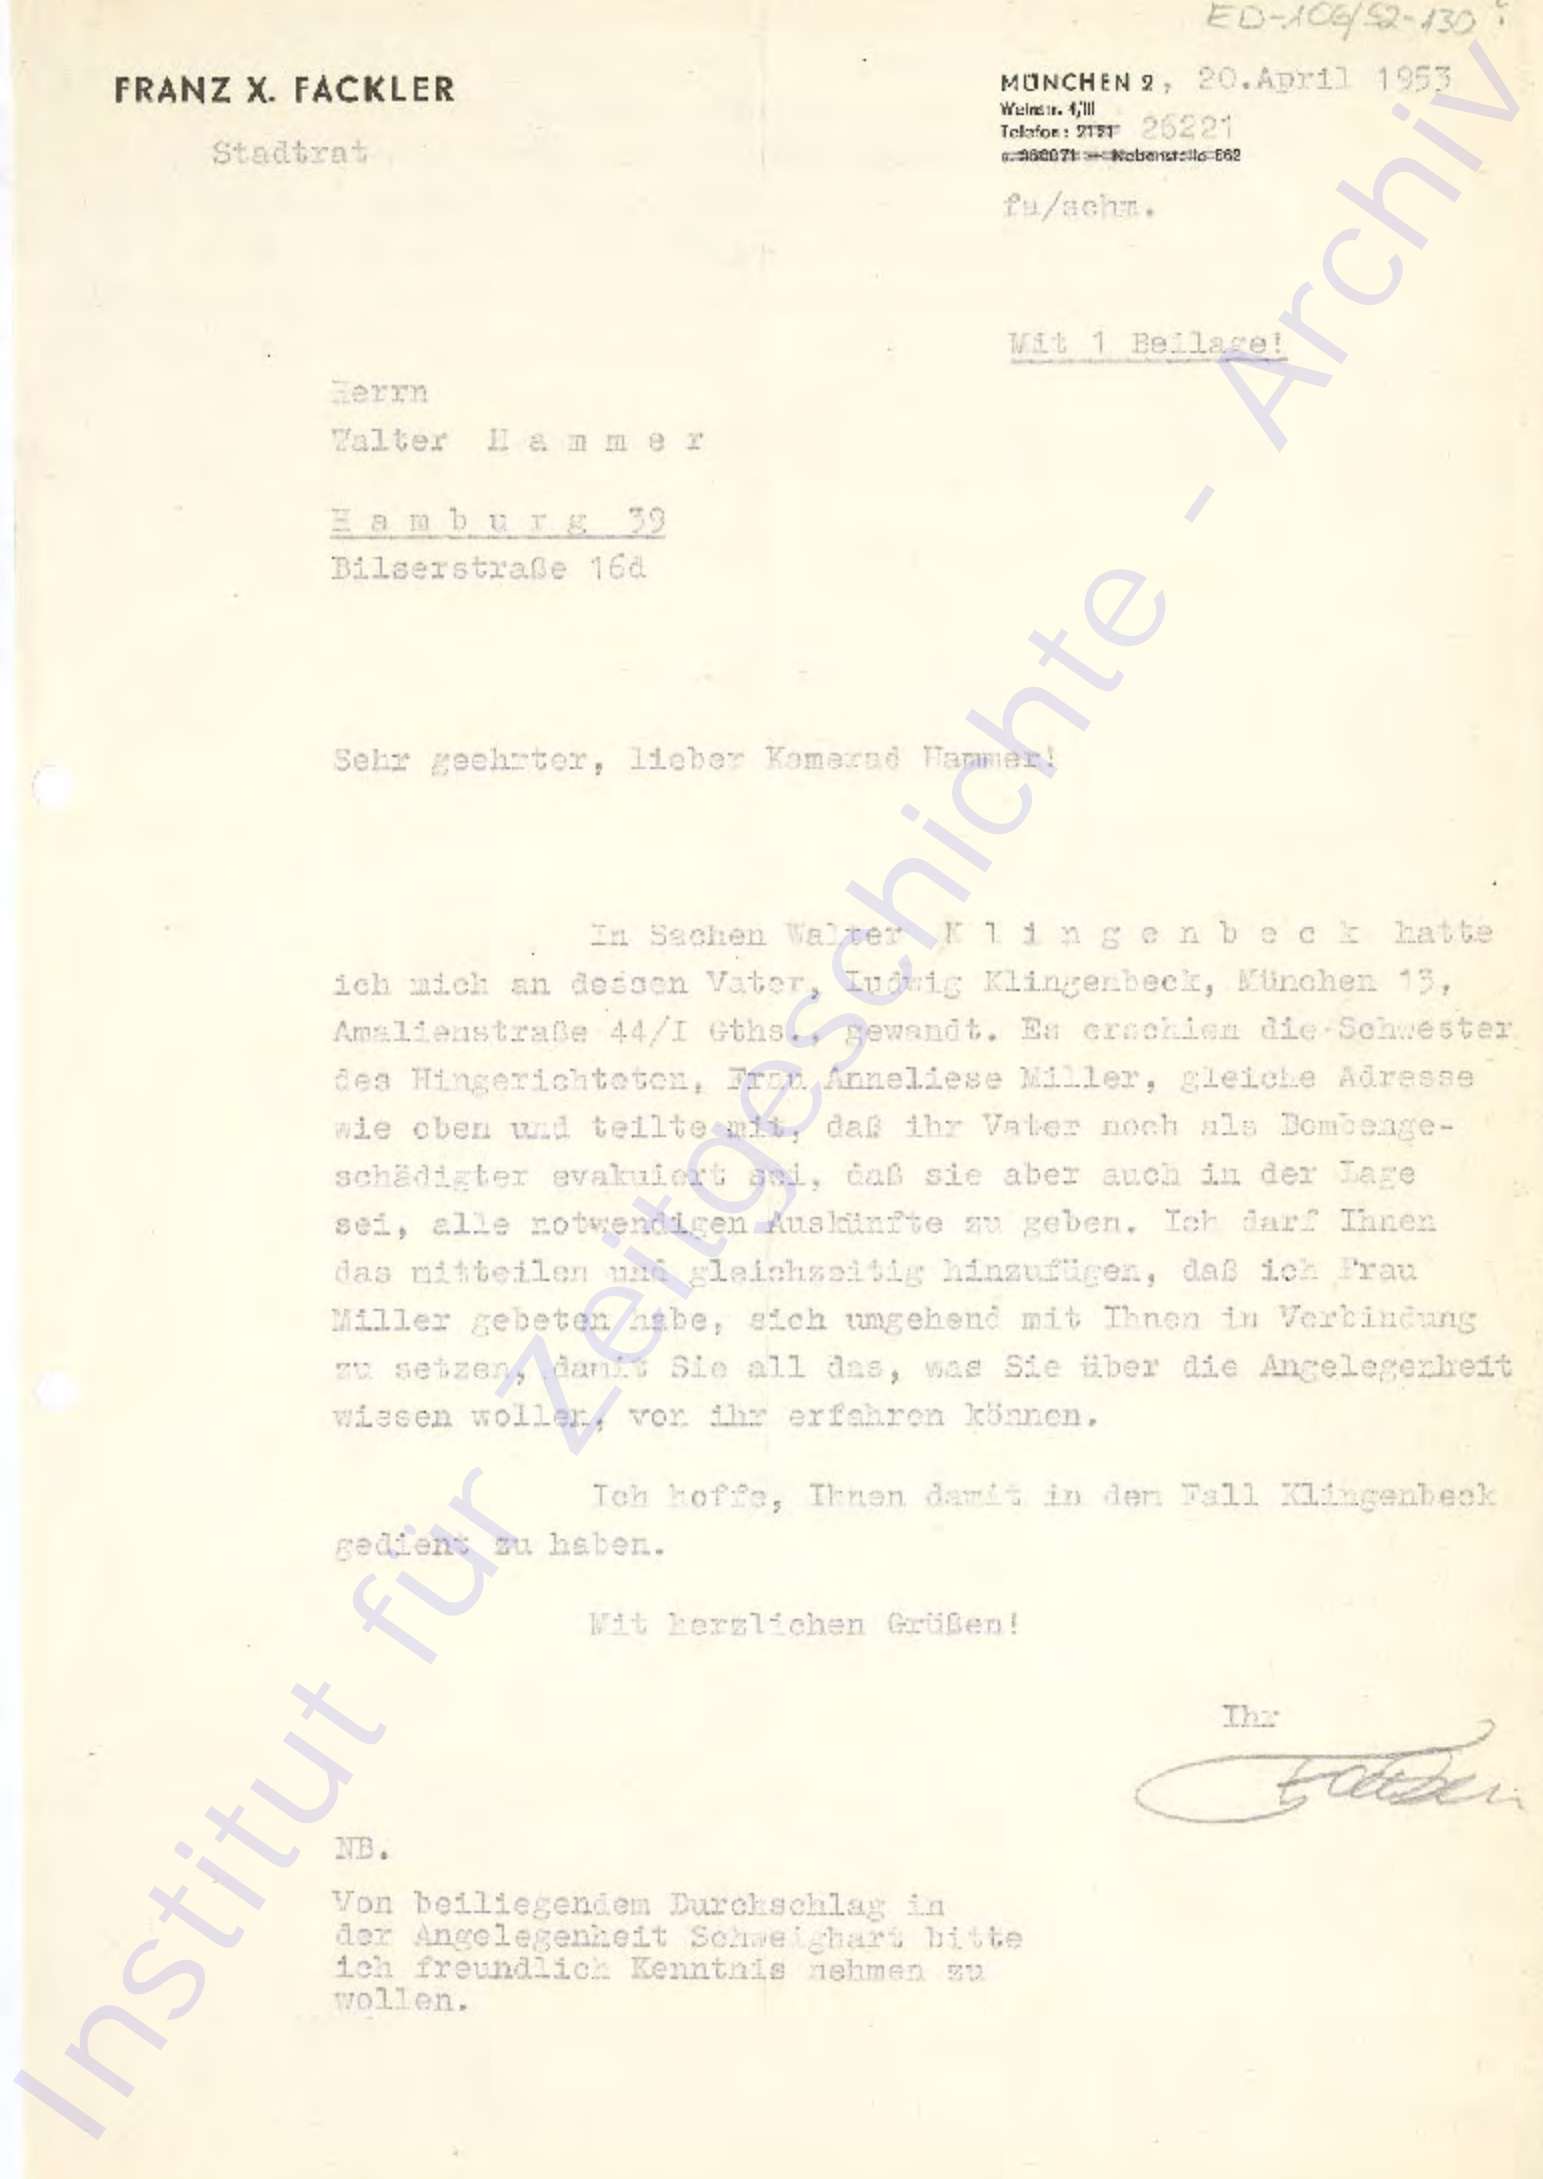 ED-106/52-130
FRANZ X. FACKLER
Stadtrat
MÜNCHEN 2, 20.April 1953
Weinstr. 4/III
Telefon: 2121 26221
Nebenstelle 862
fa/schm.
Mit 1 Beilage!
Herrn
Walter H a m m e r
H a m b u r g 39
Bilserstraße 16d
Sehr geehrter, lieber Kamerad Hammer!
In Sachen Walter K l i n g e n b e c k hatte
ich mich an dessen Vater, Ludwig Klingenbeck, München 13,
Amalienstraße 44/I Gths., gewandt. Es erschien die Schwester
des Hingerichteten, Frau Anneliese Miller, gleiche Adresse
wie oben und teilte mit, daß ihr Vater noch als Bombenge-
schädigter evakuiert sei, daß sie aber auch in der Lage
sei, alle notwendigen Auskünfte zu geben. Ich darf Ihnen
das mitteilen und gleichzeitig hinzufügen, daß ich Frau
Miller gebeten habe, sich umgehend mit Ihnen in Verbindung
zu setzen, damit Sie all das, was Sie über die Angelegenheit
wissen wollen, von ihr erfahren können.
Ich hoffe, Ihnen damit in dem Fall Klingenbeck
gedient zu haben.
Mit herzlichen Grüßen!
Ihr
Fackler
NB.
Von beiliegendem Durchschlag in
der Angelegenheit Schweighart bitte
ich freundlich Kenntnis nehmen zu
wollen.
Institut für Zeitgeschichte - Archiv